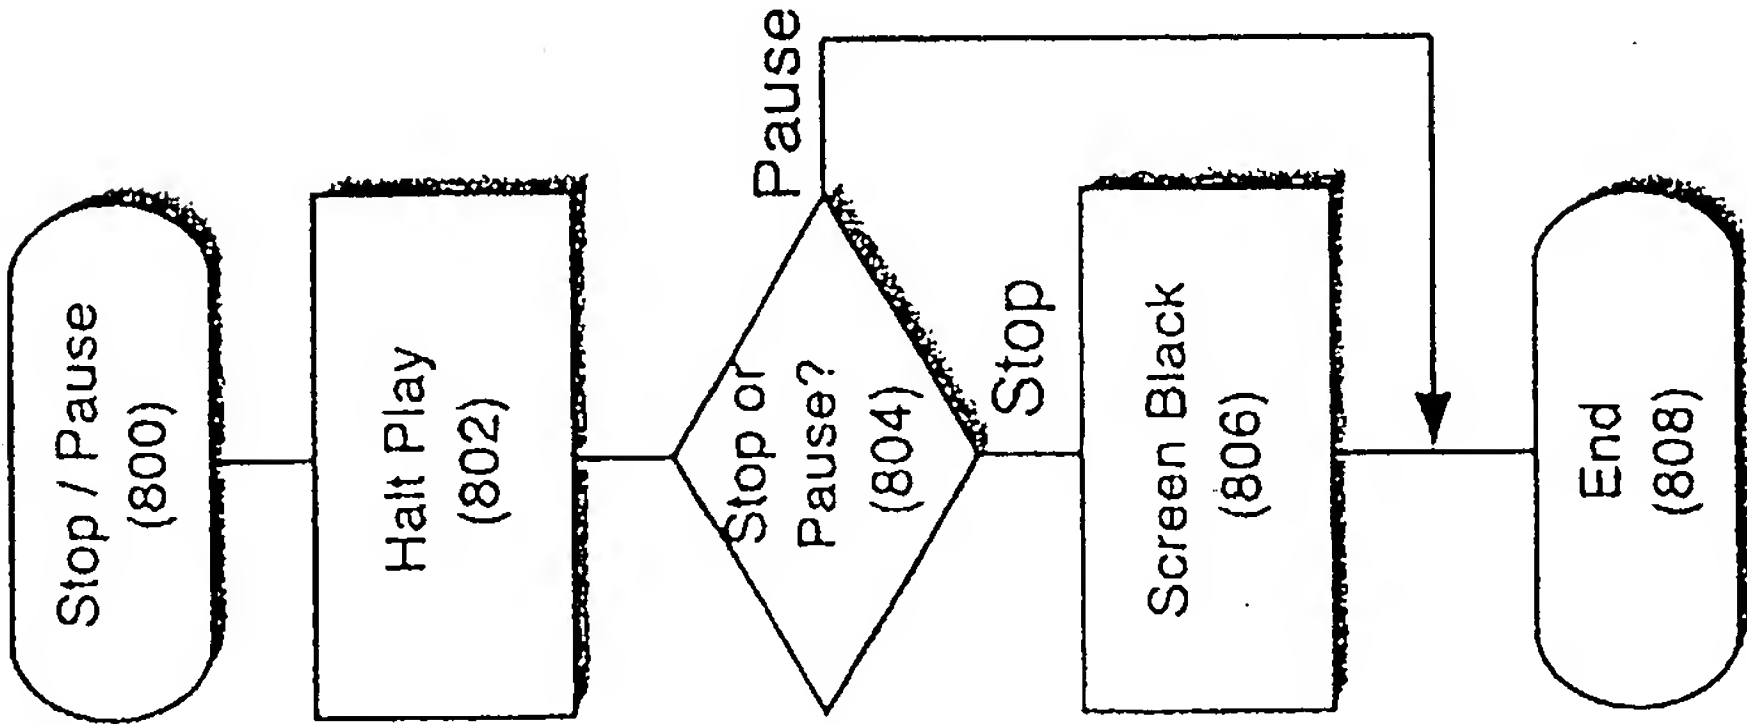 Stop / Pause
(800)
Halt Play
(802)
Stop or
Pause?
(804)
Pause
Stop
Screen Black
(806)
End
(808)